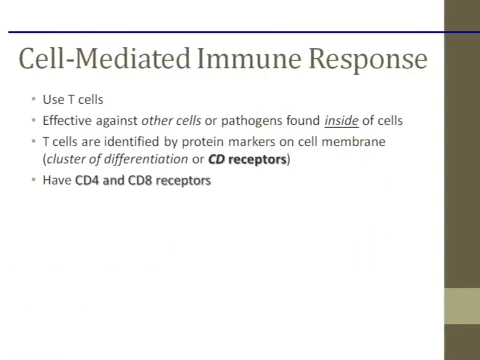 Cell-Mediated Immune Response
• Use T cells
• Effective against other cells or pathogens found inside of cells
• T cells are identified by protein markers on cell membrane
(cluster of differentiation or CD receptors)
• Have CD4 and CD8 receptors